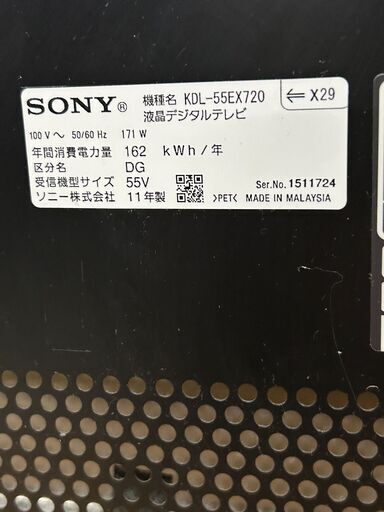 SONY® 機種名 KDL-55EX720 ⇐ X29
液晶デジタルテレビ
100 V ～ 50/60 Hz 171 W
年間消費電力量 162 kWh/年
区分名 DG
受信機型サイズ 55V Ser.No. 1511724
ソニー株式会社 11年製 >PET< MADE IN MALAYSIA